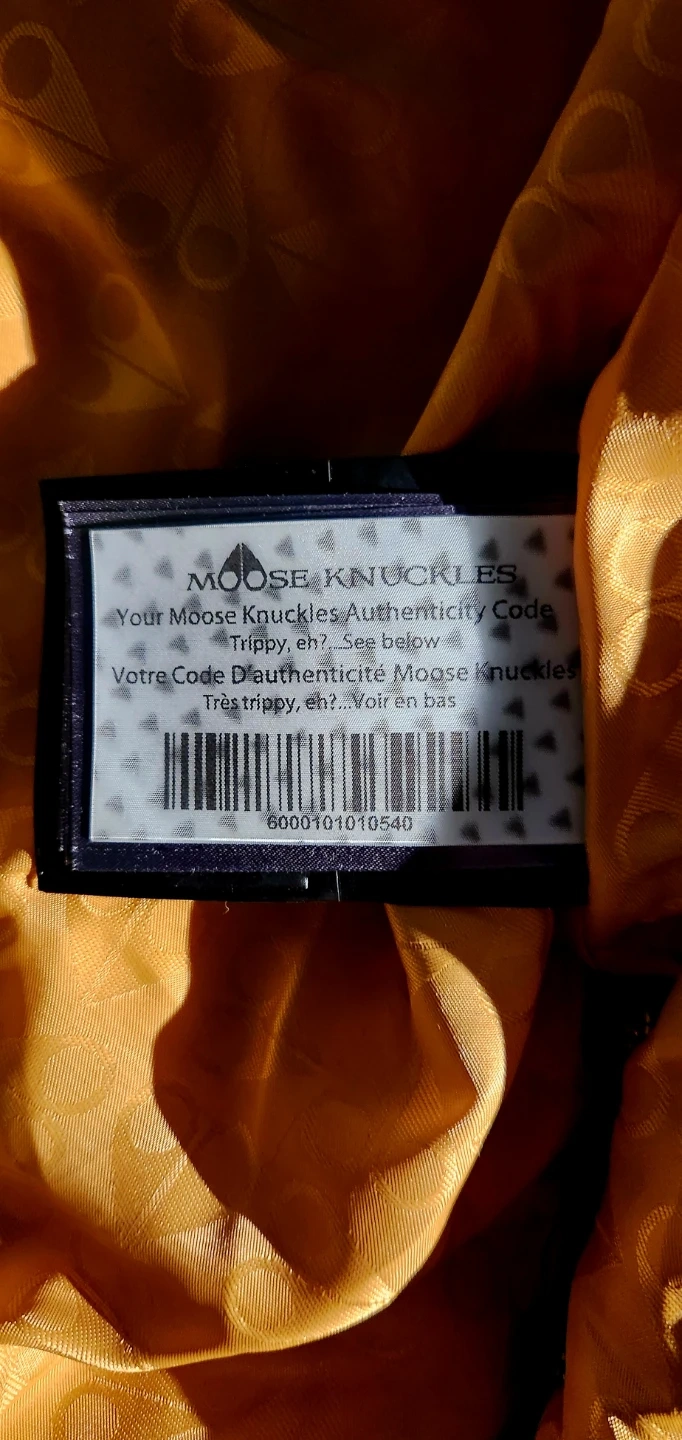 MOOSE KNUCKLES
Your Moose Knuckles Authenticity Code
Trippy, eh?...See below
Votre Code D'authenticité Moose Knuckles
Très trippy, eh?...Voir en bas
6000101010540